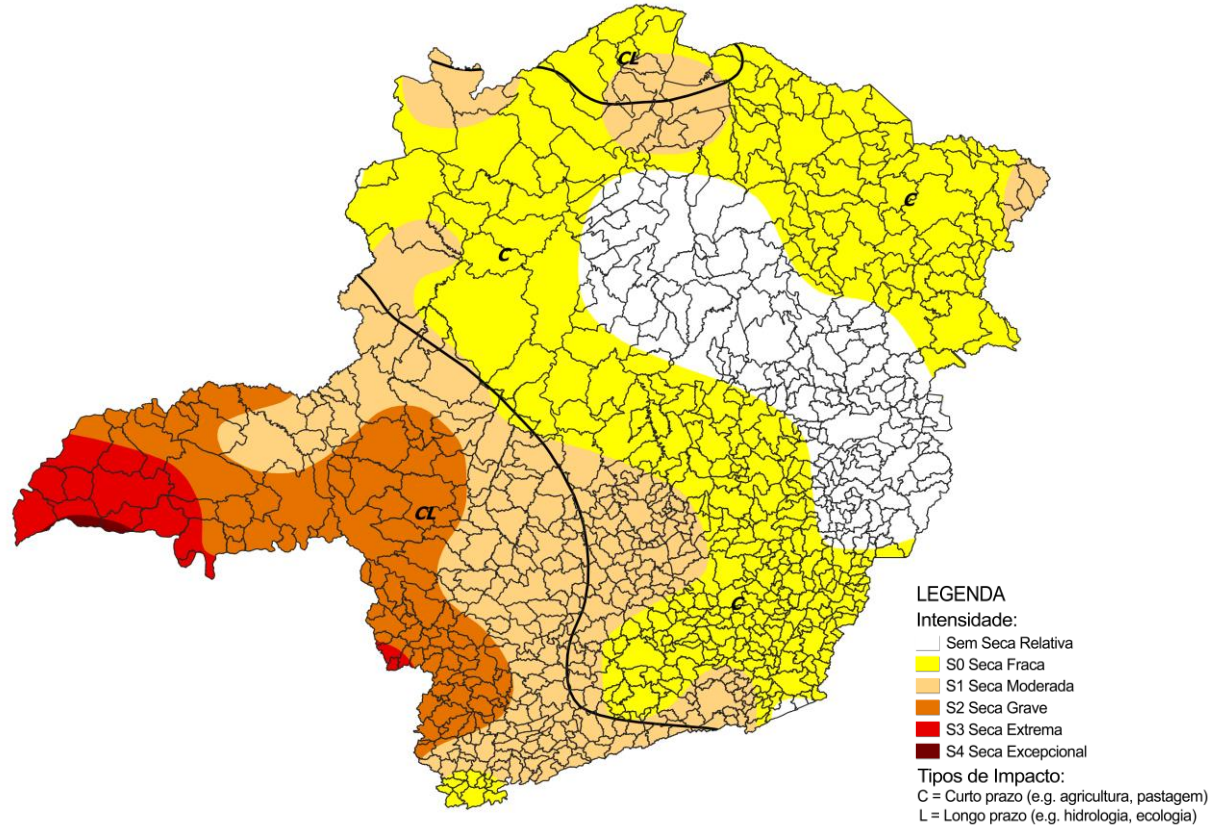 CL
C
C
CL
C
LEGENDA
Intensidade:
Sem Seca Relativa
S0 Seca Fraca
S1 Seca Moderada
S2 Seca Grave
S3 Seca Extrema
S4 Seca Excepcional
Tipos de Impacto:
C = Curto prazo (e.g. agricultura, pastagem)
L = Longo prazo (e.g. hidrologia, ecologia)